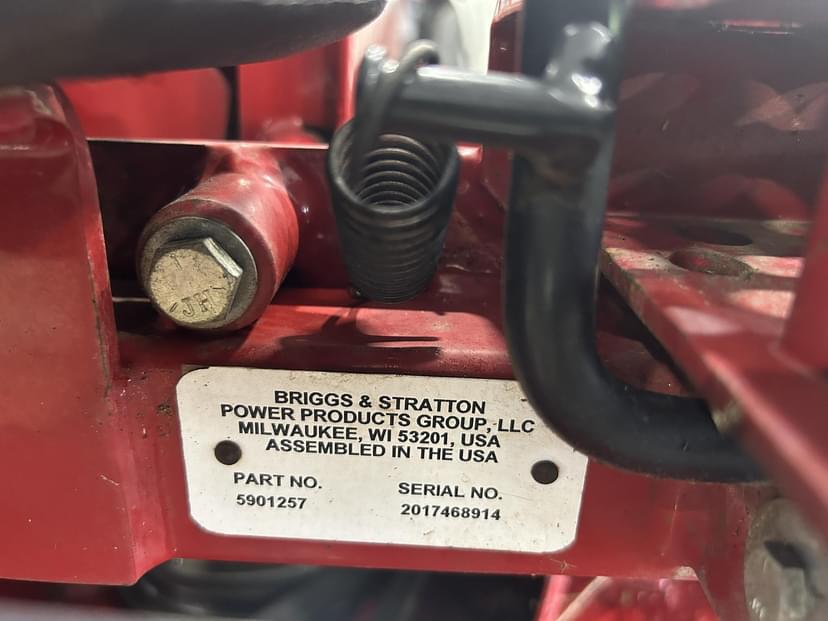 JH
BRIGGS & STRATTON
POWER PRODUCTS GROUP, LLC
MILWAUKEE, WI 53201, USA
ASSEMBLED IN THE USA
PART NO.
5901257
SERIAL NO.
2017468914